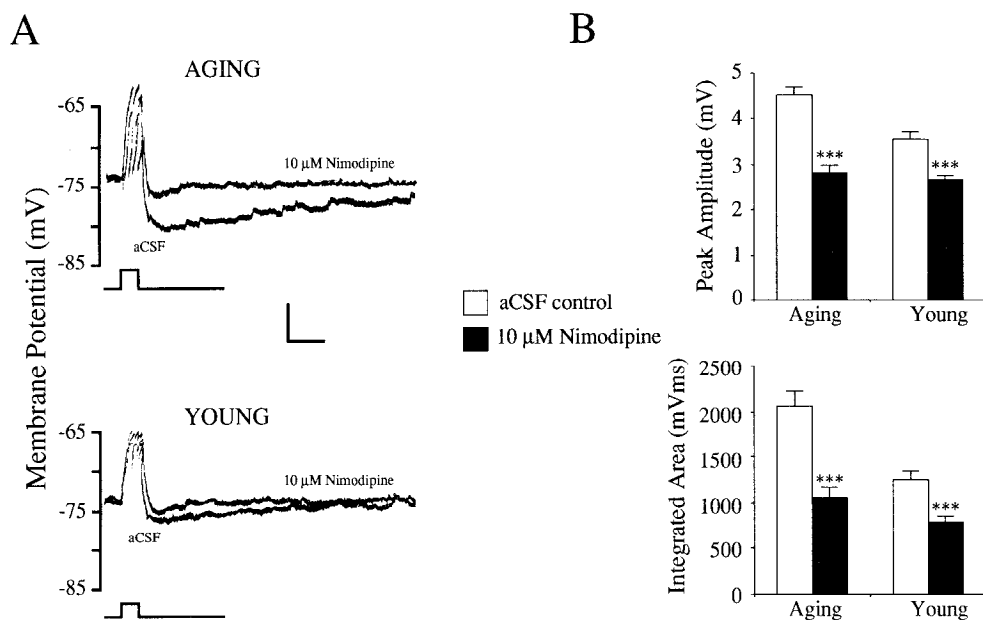 A
AGING
Membrane Potential (mV)
-65
-75
-85
10 µM Nimodipine
aCSF
YOUNG
-65
-75
-85
10 µM Nimodipine
aCSF
aCSF control
10 µM Nimodipine
B
Peak Amplitude (mV)
5
4
3
2
1
0
***
***
Aging
Young
Integrated Area (mVms)
2500
2000
1500
1000
500
0
***
***
Aging
Young